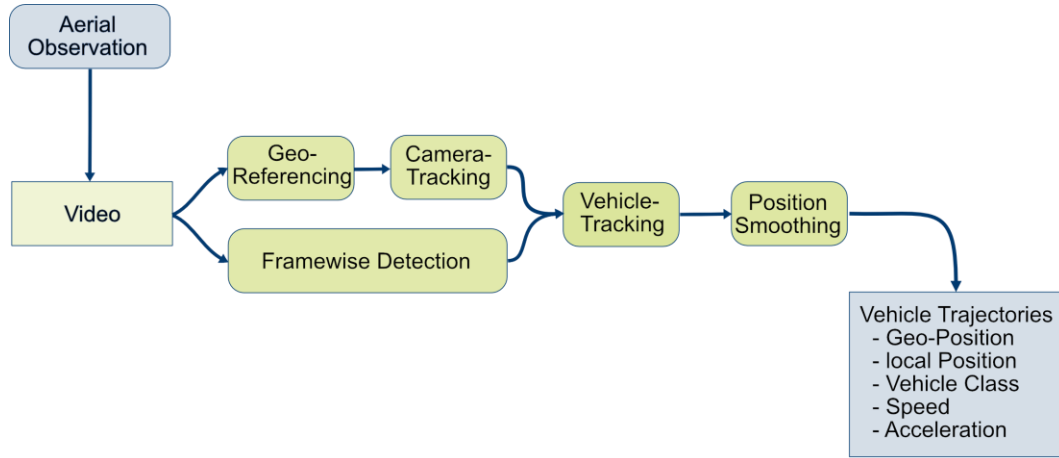 Aerial
Observation
Video
Geo-
Referencing
Camera-
Tracking
Framewise Detection
Vehicle-
Tracking
Position
Smoothing
Vehicle Trajectories
- Geo-Position
- local Position
- Vehicle Class
- Speed
- Acceleration